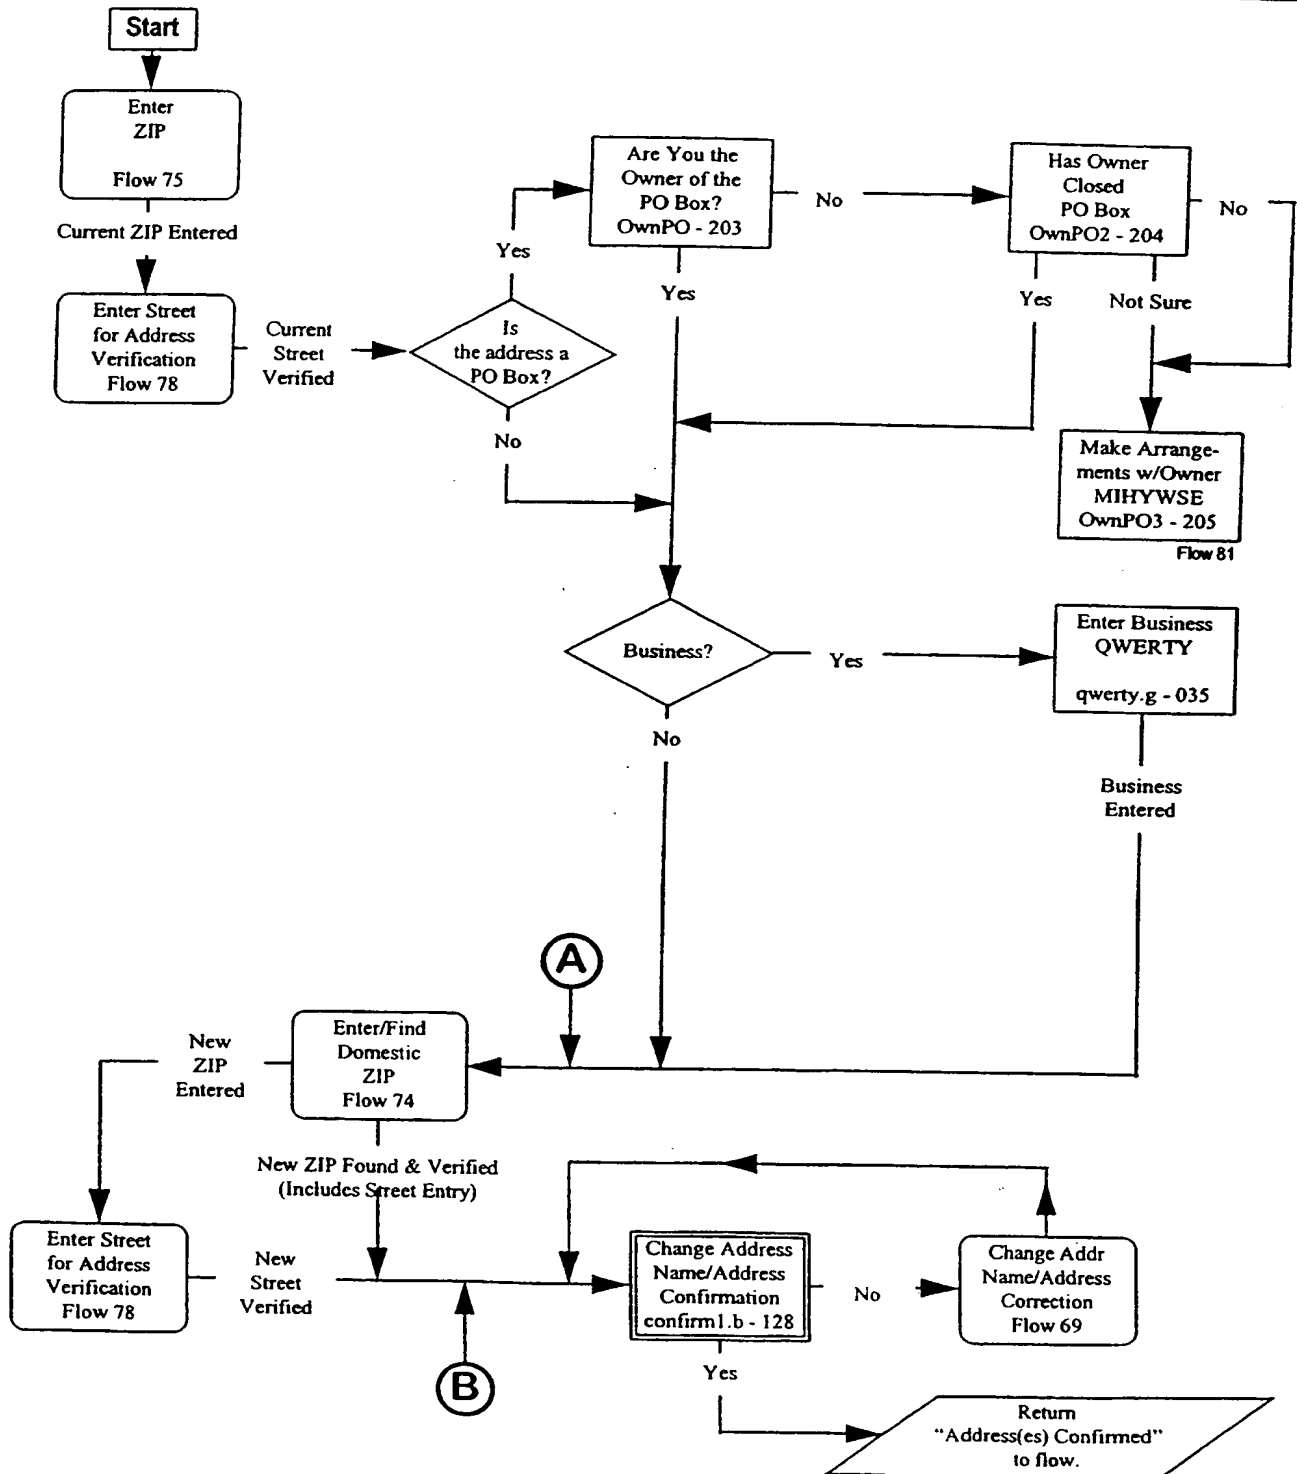 Start
Enter
ZIP
Flow 75
Current ZIP Entered
Enter Street
for Address
Verification
Flow 78
Current
Street
Verified
Is
the address a
PO Box?
Yes
No
Are You the
Owner of the
PO Box?
OwnPO - 203
No
Yes
Has Owner
Closed
PO Box
OwnPO2 - 204
No
Yes
Not Sure
Make Arrange-
ments w/Owner
MIHYWSE
OwnPO3 - 205
Flow 81
Business?
Yes
No
Enter Business
QWERTY
qwerty.g - 035
Business
Entered
A
Enter/Find
Domestic
ZIP
Flow 74
New
ZIP
Entered
New ZIP Found & Verified
(Includes Street Entry)
Enter Street
for Address
Verification
Flow 78
New
Street
Verified
B
Change Address
Name/Address
Confirmation
confirm1.b - 128
No
Yes
Change Addr
Name/Address
Correction
Flow 69
Return
"Address(es) Confirmed"
to flow.